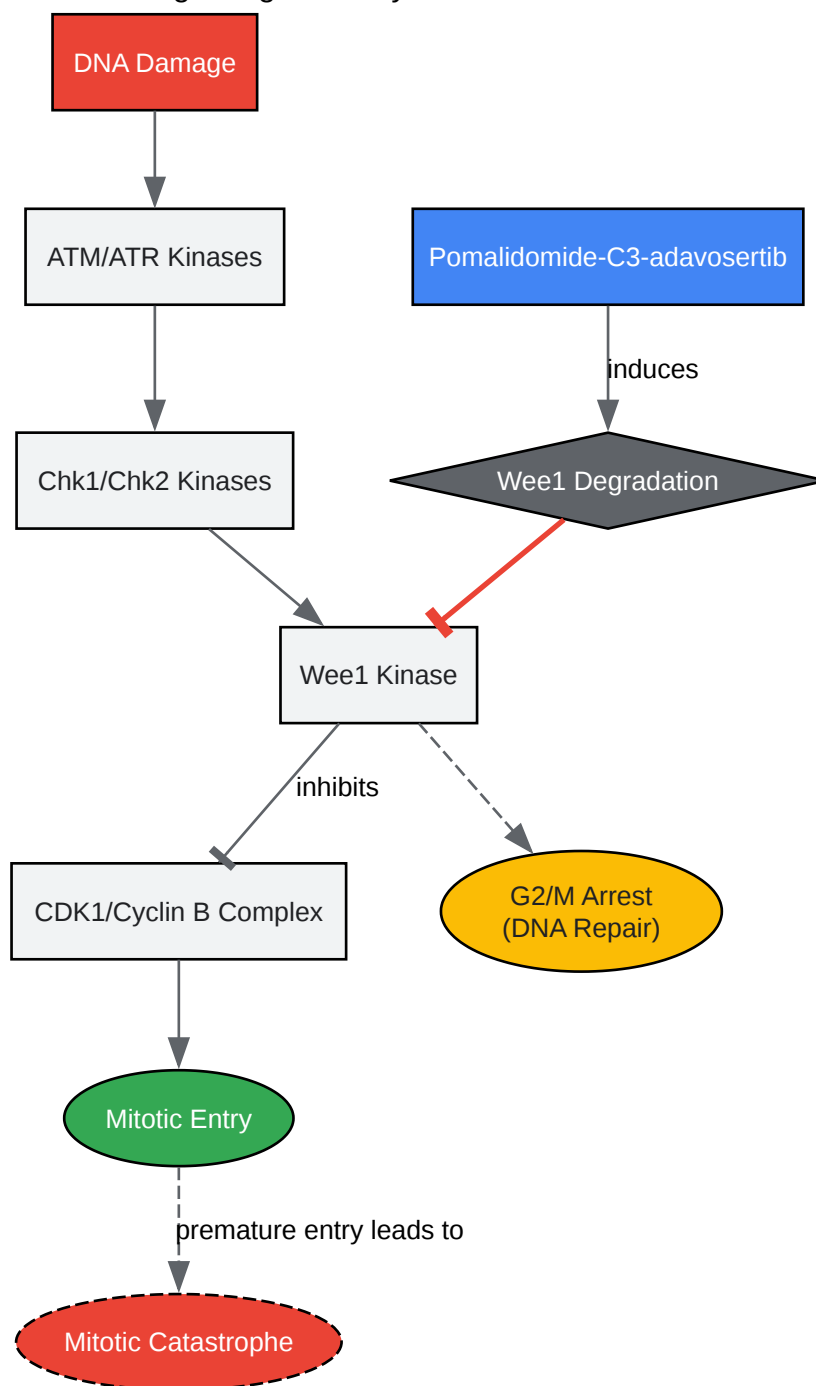 DNA Damage
ATM/ATR Kinases
Pomalidomide-C3-adavosertib
induces
Chk1/Chk2 Kinases
Wee1 Degradation
Wee1 Kinase
inhibits
CDK1/Cyclin B Complex
G2/M Arrest
(DNA Repair)
Mitotic Entry
premature entry leads to
Mitotic Catastrophe